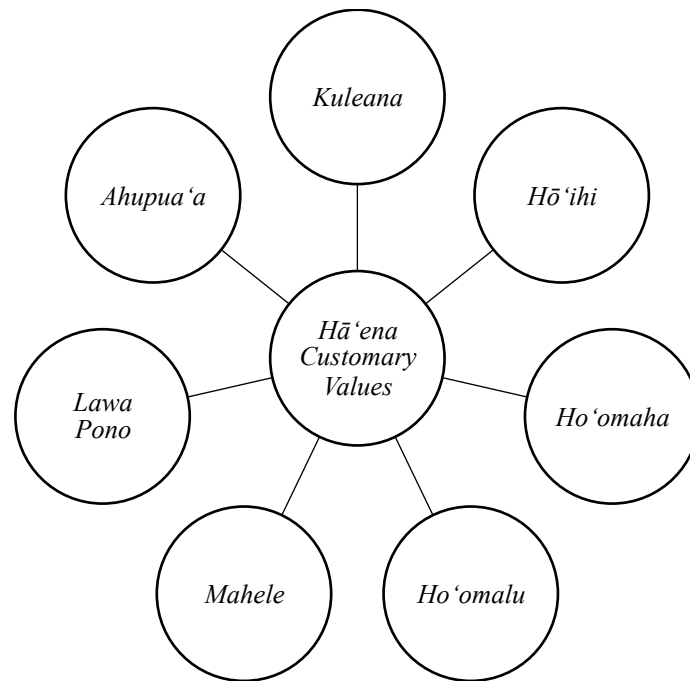 Kuleana
Ahupuaʻa
Hōʻihi
Hāʻena
Customary
Values
Lawa
Pono
Hoʻomaha
Mahele
Hoʻomalu